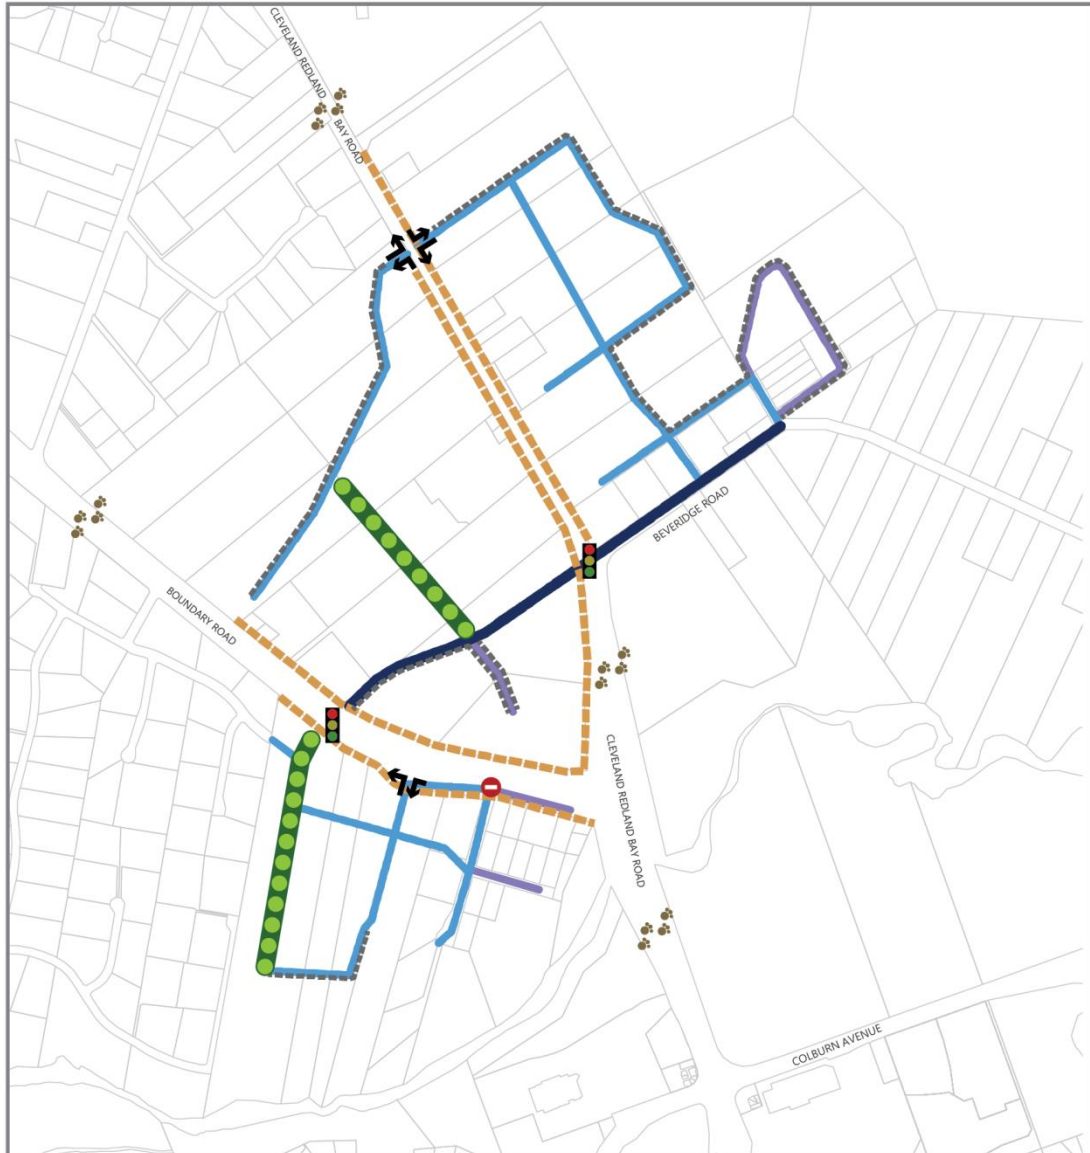 CLEVELAND REDLAND
BAY ROAD
BEVERIDGE ROAD
BOUNDARY ROAD
CLEVELAND REDLAND BAY ROAD
COLBURN AVENUE